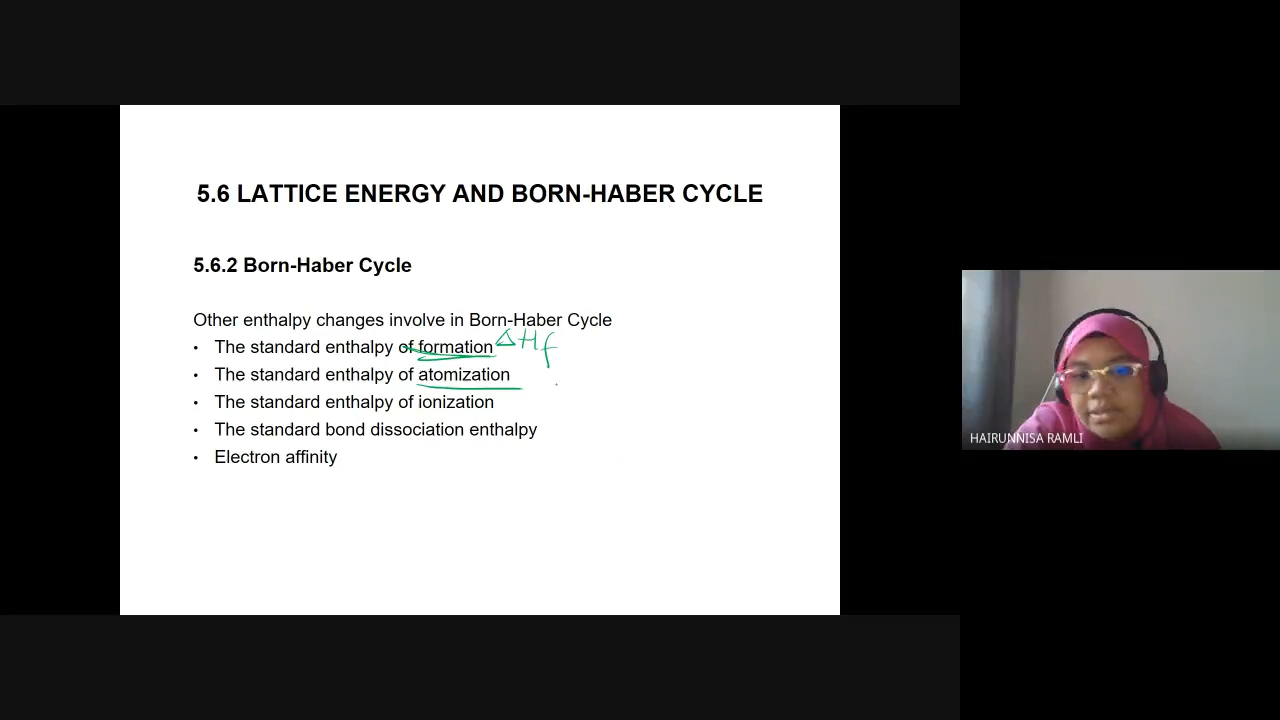 5.6 LATTICE ENERGY AND BORN-HABER CYCLE
5.6.2 Born-Haber Cycle
Other enthalpy changes involve in Born-Haber Cycle
• The standard enthalpy of formation ΔHf
• The standard enthalpy of atomization
• The standard enthalpy of ionization
• The standard bond dissociation enthalpy
• Electron affinity
HAIRUNNISA RAMLI